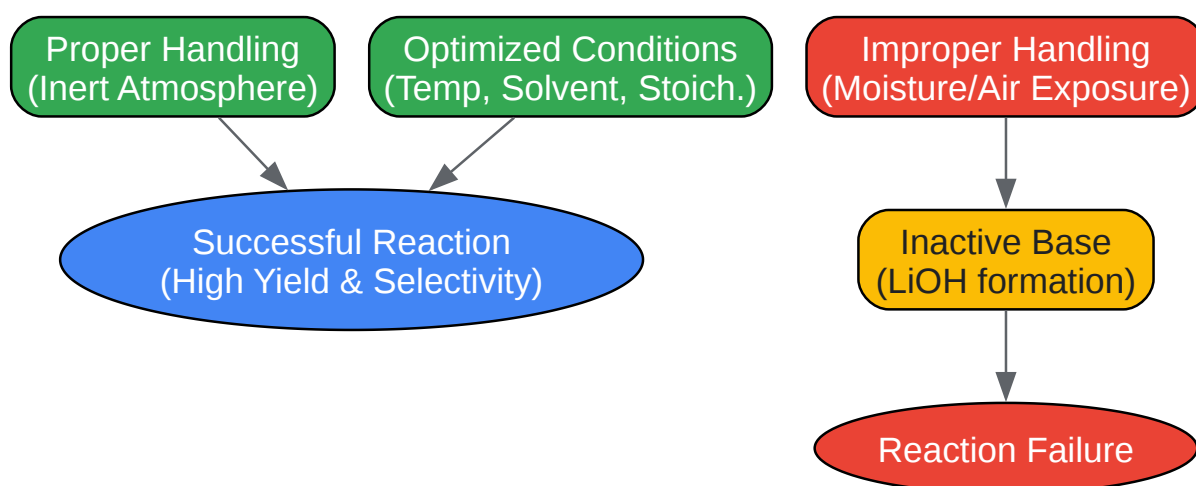 Proper Handling
(Inert Atmosphere)
Optimized Conditions
(Temp, Solvent, Stoich.)
Improper Handling
(Moisture/Air Exposure)
Successful Reaction
(High Yield & Selectivity)
Inactive Base
(LiOH formation)
Reaction Failure